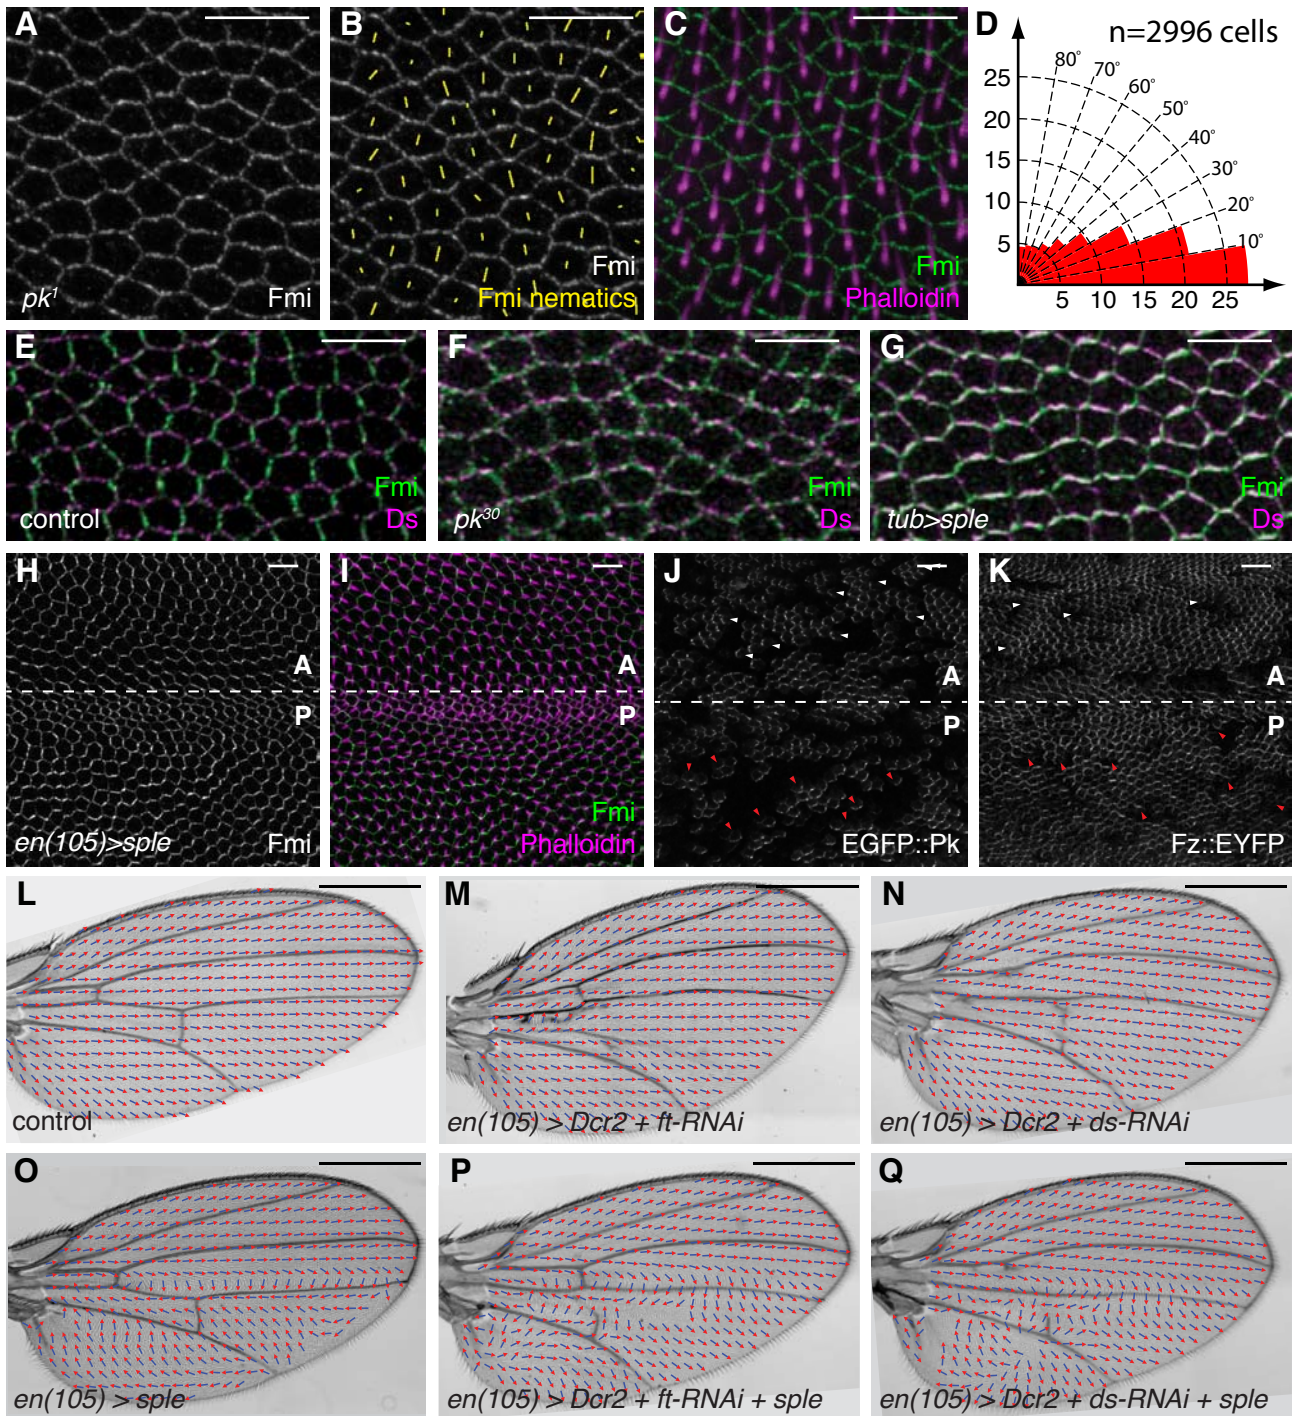 A
pk¹
Fmi
B
Fmi
Fmi nematics
C
Fmi
Phalloidin
D
n=2996 cells
80°
70°
60°
50°
40°
30°
20°
10°
25
20
15
10
5
5 10 15 20 25
E
control
Fmi
Ds
F
pk³⁰
Fmi
Ds
G
tub>sple
Fmi
Ds
H
A
P
en(105)>sple
Fmi
I
A
P
Fmi
Phalloidin
J
A
P
EGFP::Pk
K
A
P
Fz::EYFP
L
control
M
en(105) > Dcr2 + ft-RNAi
N
en(105) > Dcr2 + ds-RNAi
O
en(105) > sple
P
en(105) > Dcr2 + ft-RNAi + sple
Q
en(105) > Dcr2 + ds-RNAi + sple